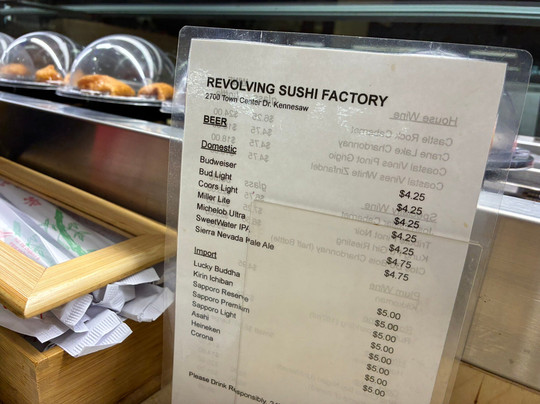 REVOLVING SUSHI FACTORY
2700 Town Center Dr. Kennesaw
BEER
Domestic
Budweiser $4.25
Bud Light $4.25
Coors Light $4.25
Miller Lite $4.25
Michelob Ultra $4.25
SweetWater IPA $4.75
Sierra Nevada Pale Ale $4.75
Import
Lucky Buddha $5.00
Kirin Ichiban $5.00
Sapporo Reserve $5.00
Sapporo Premium $5.00
Sapporo Light $5.00
Asahi $5.00
Heineken $5.00
Corona $5.00
Please Drink Responsibly.